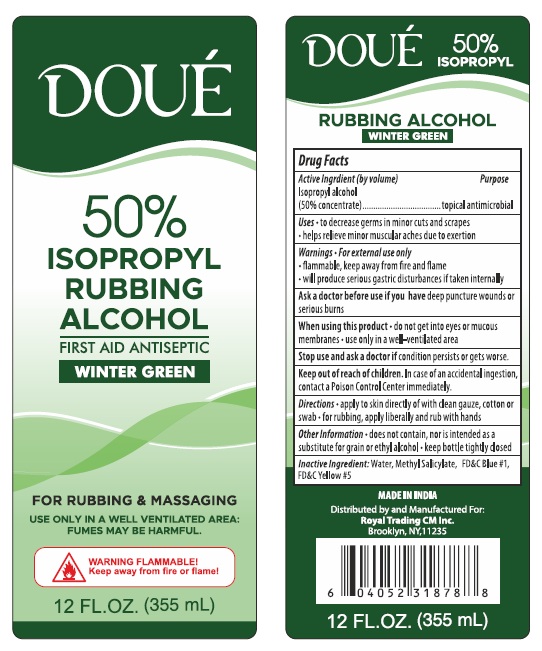 DOUÉ
50%
ISOPROPYL
RUBBING
ALCOHOL
FIRST AID ANTISEPTIC
WINTER GREEN
FOR RUBBING & MASSAGING
USE ONLY IN A WELL VENTILATED AREA:
FUMES MAY BE HARMFUL.
WARNING FLAMMABLE!
Keep away from fire or flame!
12 FL.OZ. (355 mL)
DOUÉ
50%
ISOPROPYL
RUBBING ALCOHOL
WINTER GREEN
Drug Facts
Active Ingrdient (by volume) Purpose
Isopropyl alcohol
(50% concentrate)........................................topical antimicrobial
Uses • to decrease germs in minor cuts and scrapes
• helps relieve minor muscular aches due to exertion
Warnings • For external use only
• flammable, keep away from fire and flame
• will produce serious gastric disturbances if taken internally
Ask a doctor before use if you have deep puncture wounds or
serious burns
When using this product • do not get into eyes or mucous
membranes • use only in a well-ventilated area
Stop use and ask a doctor if condition persists or gets worse.
Keep out of reach of children. In case of an accidental ingestion,
contact a Poison Control Center immediately.
Directions • apply to skin directly of with clean gauze, cotton or
swab • for rubbing, apply liberally and rub with hands
Other Information • does not contain, nor is intended as a
substitute for grain or ethyl alcohol • keep bottle tightly closed
Inactive Ingredient: Water, Methyl Salicylate, FD&C Blue #1,
FD&C Yellow #5
MADE IN INDIA
Distributed by and Manufactured For:
Royal Trading CM Inc.
Brooklyn, NY,11235
6 04052 31878 8
12 FL.OZ. (355 mL)